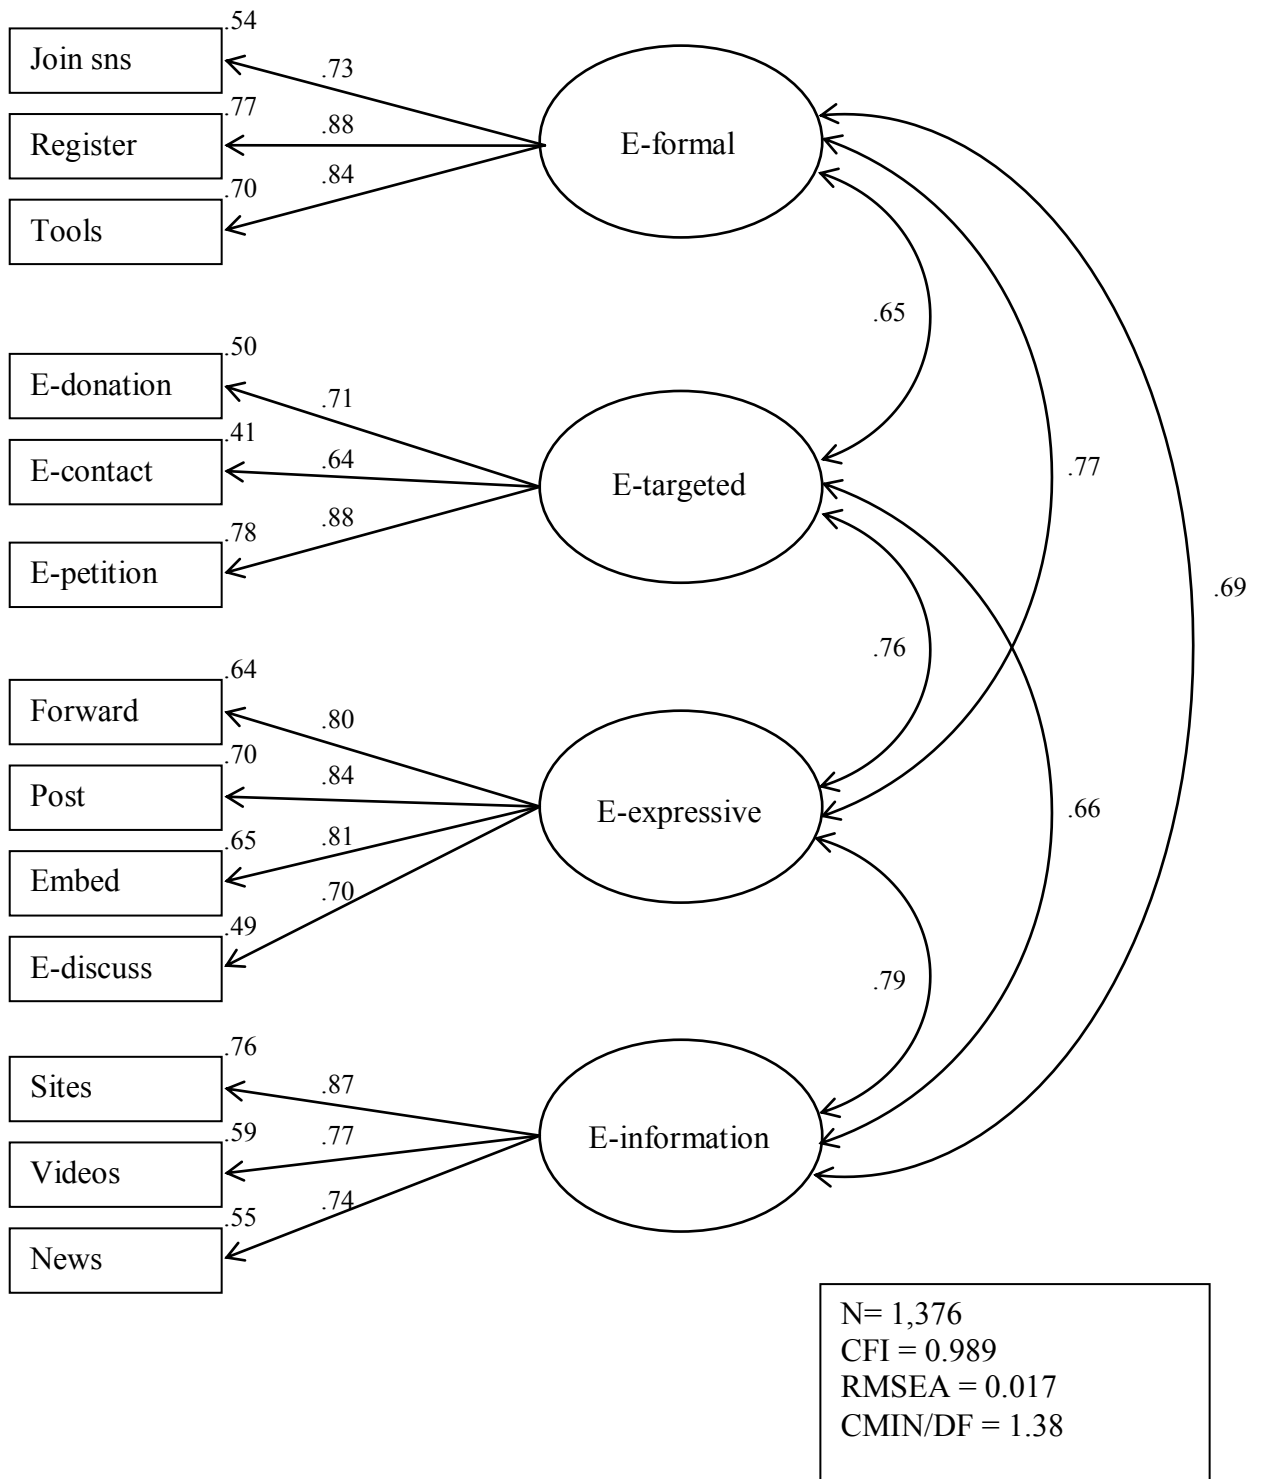 .54
Join sns
.73
.77
Register
.88
E-formal
.70
Tools
.84
.65
.50
E-donation
.71
.41
E-contact
.64
E-targeted
.77
.78
E-petition
.88
.69
.76
.64
Forward
.80
.70
Post
.84
E-expressive
.66
.65
Embed
.81
.49
E-discuss
.70
.79
.76
Sites
.87
.59
Videos
.77
E-information
.55
News
.74
N= 1,376
CFI = 0.989
RMSEA = 0.017
CMIN/DF = 1.38